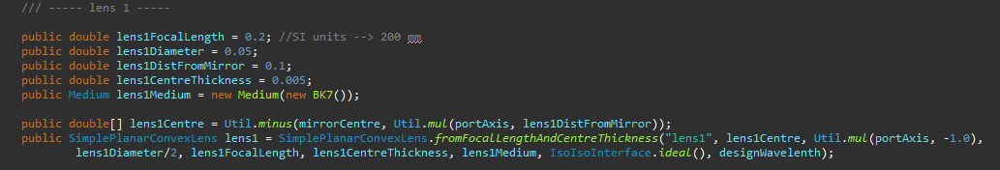 /// ----- lens 1 -----
public double lens1FocalLength = 0.2; //SI units --> 200 mm
public double lens1Diameter = 0.05;
public double lens1DistFromMirror = 0.1;
public double lens1CentreThickness = 0.005;
public Medium lens1Medium = new Medium(new BK7());
public double[] lens1Centre = Util.minus(mirrorCentre, Util.mul(portAxis, lens1DistFromMirror));
public SimplePlanarConvexLens lens1 = SimplePlanarConvexLens.fromFocalLengthAndCentreThickness("lens1", lens1Centre, Util.mul(portAxis, -1.0),
lens1Diameter/2, lens1FocalLength, lens1CentreThickness, lens1Medium, IsoIsoInterface.ideal(), designWavelenth);